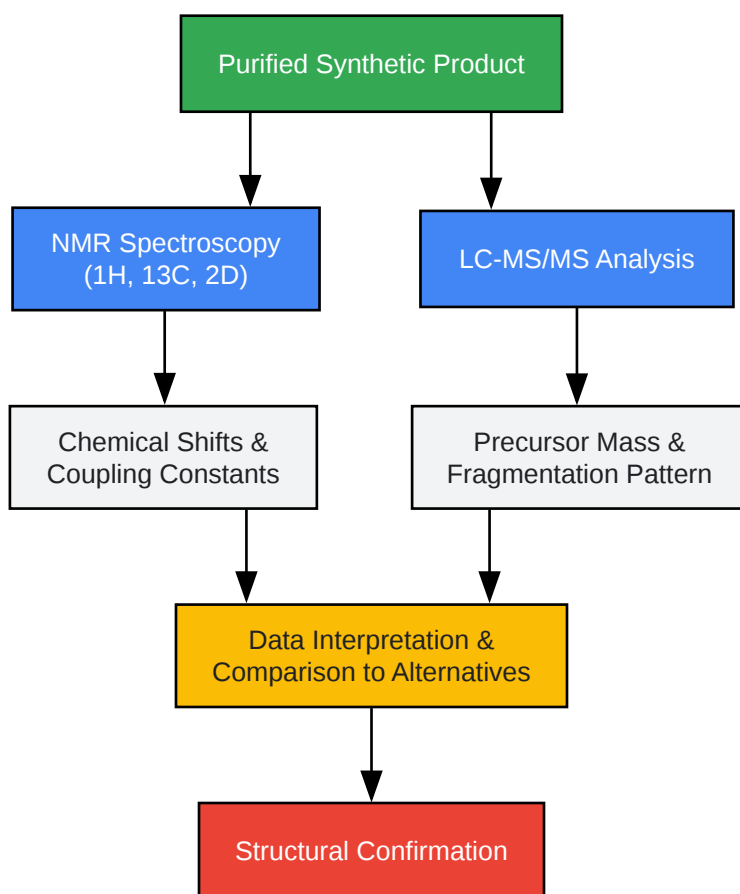 Purified Synthetic Product
NMR Spectroscopy
(1H, 13C, 2D)
LC-MS/MS Analysis
Chemical Shifts &
Coupling Constants
Precursor Mass &
Fragmentation Pattern
Data Interpretation &
Comparison to Alternatives
Structural Confirmation